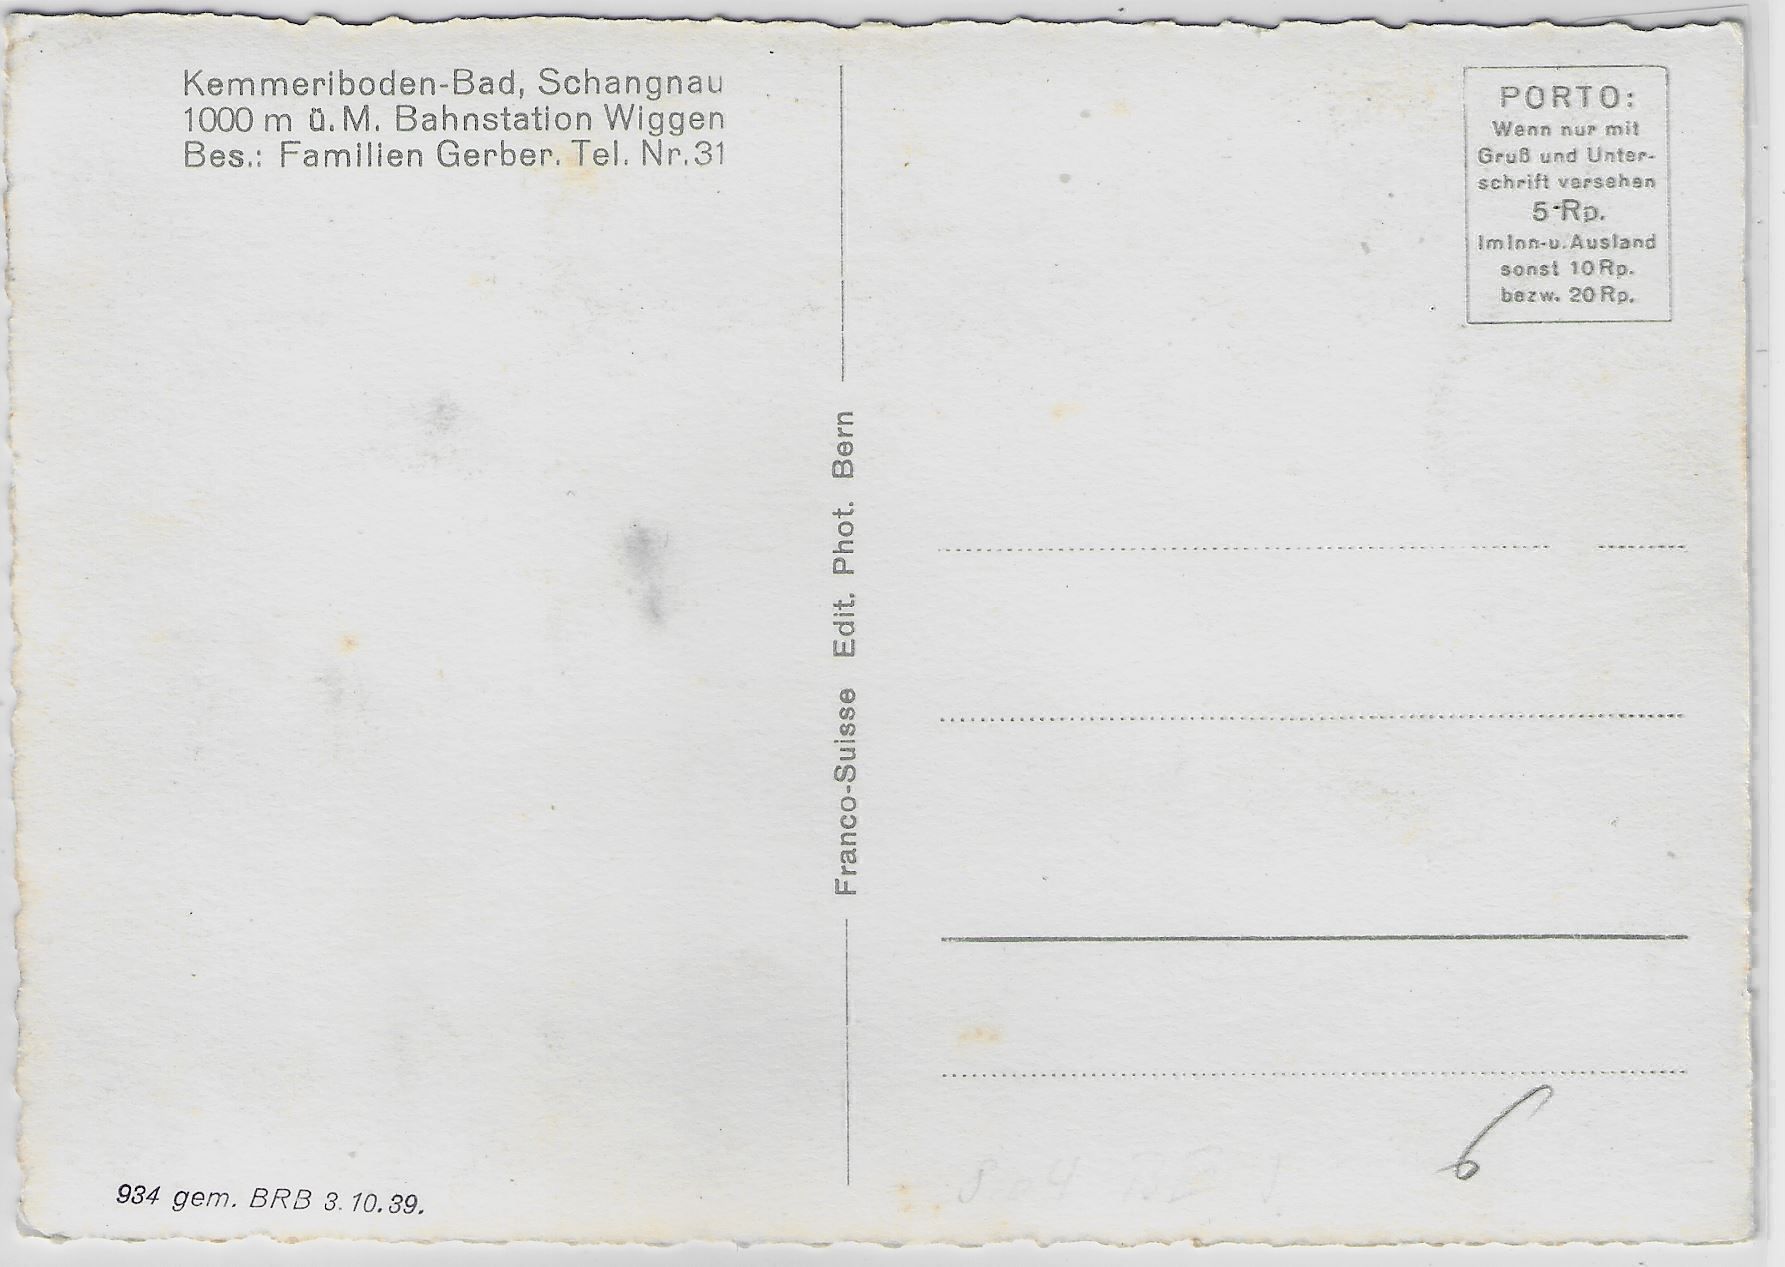 Kemmeriboden-Bad, Schangnau
1000 m ü. M. Bahnstation Wiggen
Bes.: Familien Gerber. Tel. Nr. 31
Franco-Suisse Edit. Phot. Bern
PORTO:
Wenn nur mit
Gruß und Unter-
schrift versehen
5 Rp.
Im Inn- u. Ausland
sonst 10 Rp.
bezw. 20 Rp.
6
934 gem. BRB 3. 10. 39.